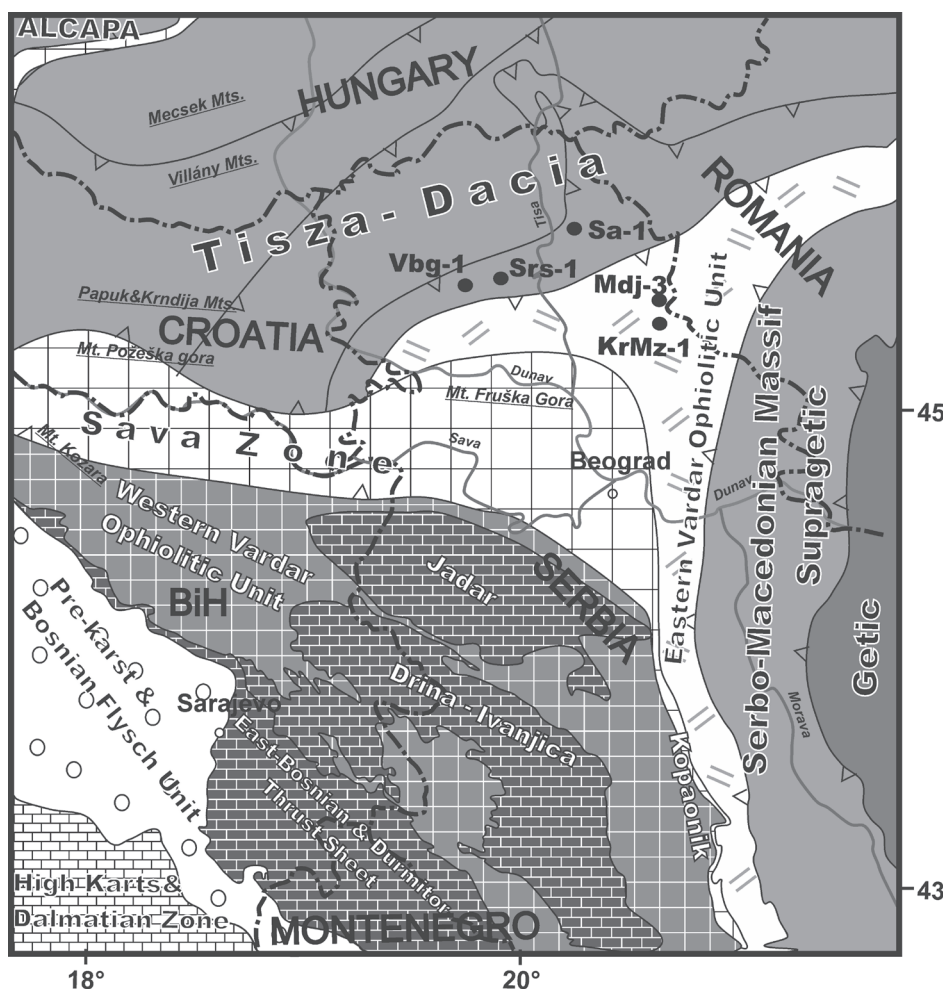 ALCAPA
HUNGARY
Mecsek Mts.
Villány Mts.
Tisza-Dacia
ROMANIA
Tisa
Sa-1
Vbg-1
Srs-1
Mdj-3
KrMz-1
Papuk&Krndija Mts.
CROATIA
Mt. Požeška gora
Dunav
Mt. Fruška Gora
45
Sava Zone
Sava
Beograd
Mt. Kozara
Western Vardar
Ophiolitic Unit
Eastern Vardar Ophiolitic Unit
Serbo-Macedonian Massif
Supragetic
Dunav
Getic
Jadar
SERBIA
BiH
Pre-Karst &
Bosnian Flysch Unit
Sarajevo
Drina - Ivanjica
East-Bosnian & Durmitor
Thrust Sheet
Kopaonik
Morava
High Karts&
Dalmatian Zone
MONTENEGRO
43
18°
20°